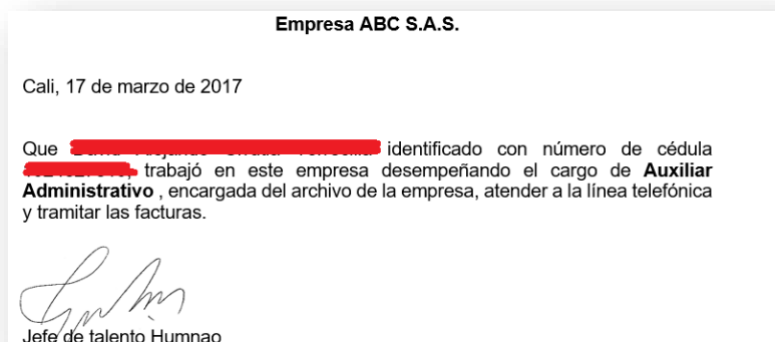 Empresa ABC S.A.S.
Cali, 17 de marzo de 2017
Que identificado con número de cédula
trabajó en este empresa desempeñando el cargo de Auxiliar
Administrativo , encargada del archivo de la empresa, atender a la línea telefónica
y tramitar las facturas.
Jefe de talento Humnao